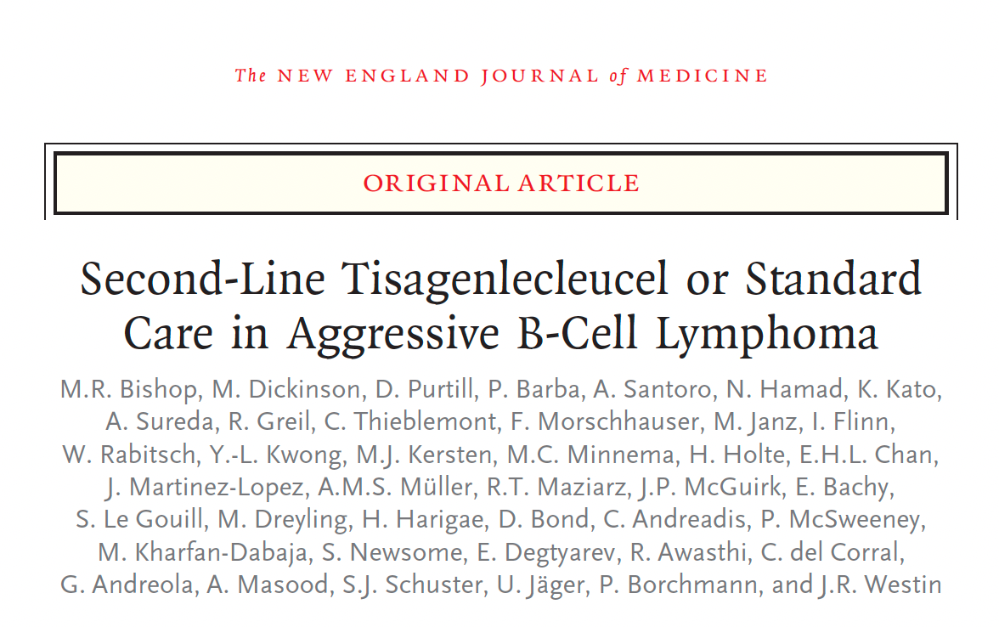 The NEW ENGLAND JOURNAL of MEDICINE
ORIGINAL ARTICLE
Second-Line Tisagenlecleucel or Standard
Care in Aggressive B-Cell Lymphoma
M.R. Bishop, M. Dickinson, D. Purtill, P. Barba, A. Santoro, N. Hamad, K. Kato,
A. Sureda, R. Greil, C. Thieblemont, F. Morschhauser, M. Janz, I. Flinn,
W. Rabitsch, Y.-L. Kwong, M.J. Kersten, M.C. Minnema, H. Holte, E.H.L. Chan,
J. Martinez-Lopez, A.M.S. Müller, R.T. Maziarz, J.P. McGuirk, E. Bachy,
S. Le Gouill, M. Dreyling, H. Harigae, D. Bond, C. Andreadis, P. McSweeney,
M. Kharfan-Dabaja, S. Newsome, E. Degtyarev, R. Awasthi, C. del Corral,
G. Andreola, A. Masood, S.J. Schuster, U. Jäger, P. Borchmann, and J.R. Westin